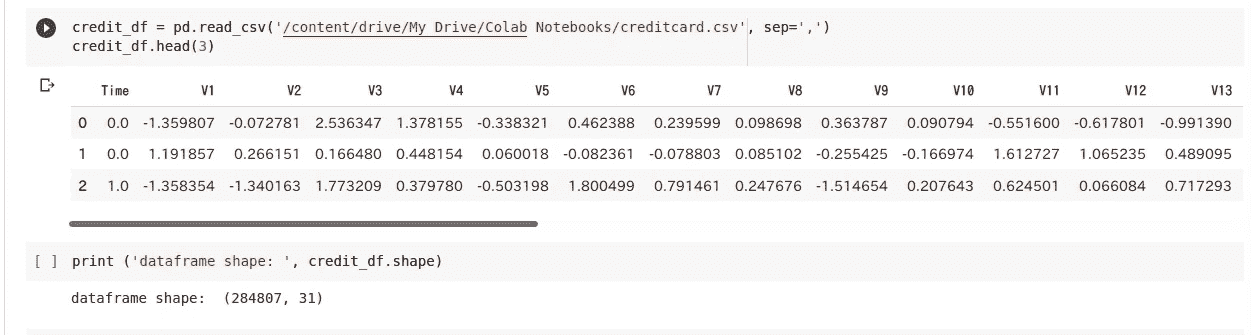 credit_df = pd.read_csv('/content/drive/My Drive/Colab Notebooks/creditcard.csv', sep=',')
credit_df.head(3)
Time V1 V2 V3 V4 V5 V6 V7 V8 V9 V10 V11 V12 V13
0 0.0 -1.359807 -0.072781 2.536347 1.378155 -0.338321 0.462388 0.239599 0.098698 0.363787 0.090794 -0.551600 -0.617801 -0.991390
1 0.0 1.191857 0.266151 0.166480 0.448154 0.060018 -0.082361 -0.078803 0.085102 -0.255425 -0.166974 1.612727 1.065235 0.489095
2 1.0 -1.358354 -1.340163 1.773209 0.379780 -0.503198 1.800499 0.791461 0.247676 -1.514654 0.207643 0.624501 0.066084 0.717293
[ ] print ('dataframe shape: ', credit_df.shape)
dataframe shape:  (284807, 31)